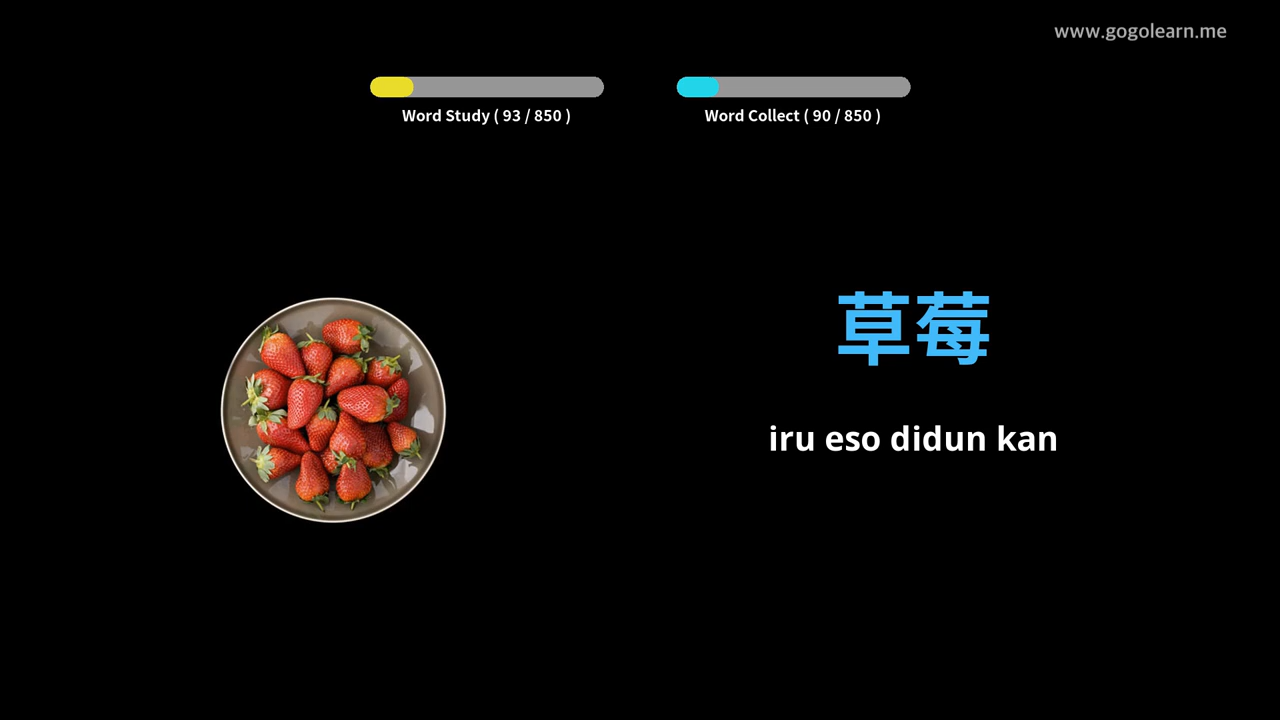 www.gogolearn.me
Word Study ( 93 / 850 )
Word Collect ( 90 / 850 )
草莓
iru eso didun kan